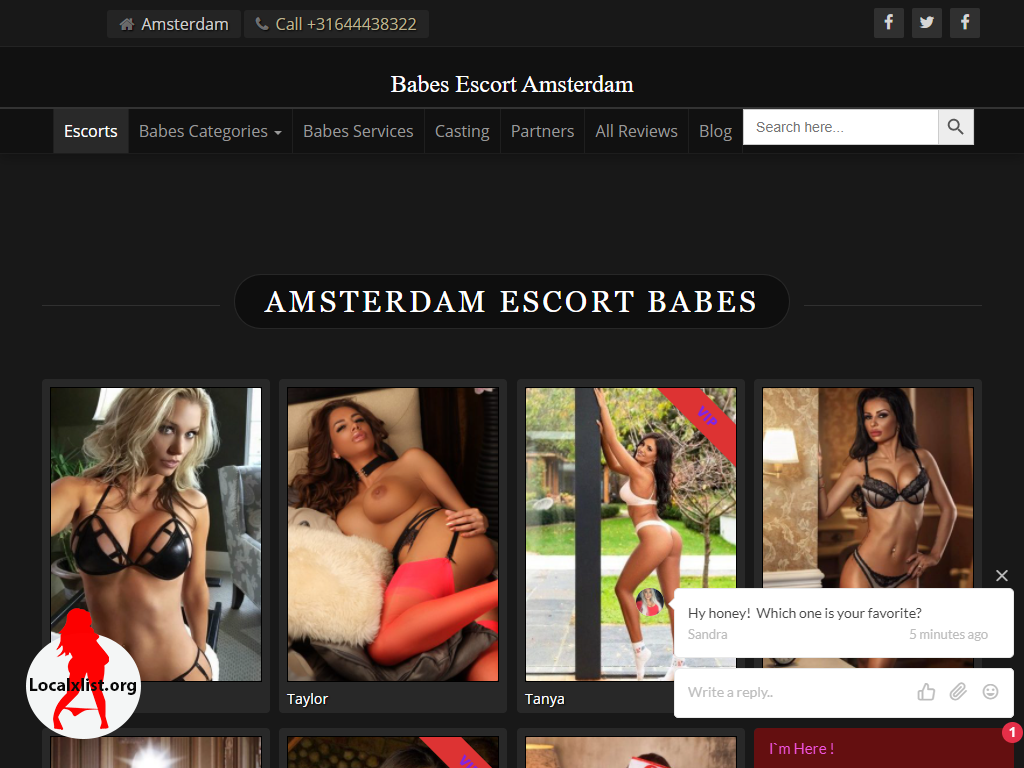 Amsterdam
Call +31644438322
Babes Escort Amsterdam
Escorts
Babes Categories
Babes Services
Casting
Partners
All Reviews
Blog
Search here...
AMSTERDAM ESCORT BABES
VIP
Hy honey! Which one is your favorite?
Sandra
5 minutes ago
Write a reply..
Localxlist.org
Taylor
Tanya
1
I`m Here !